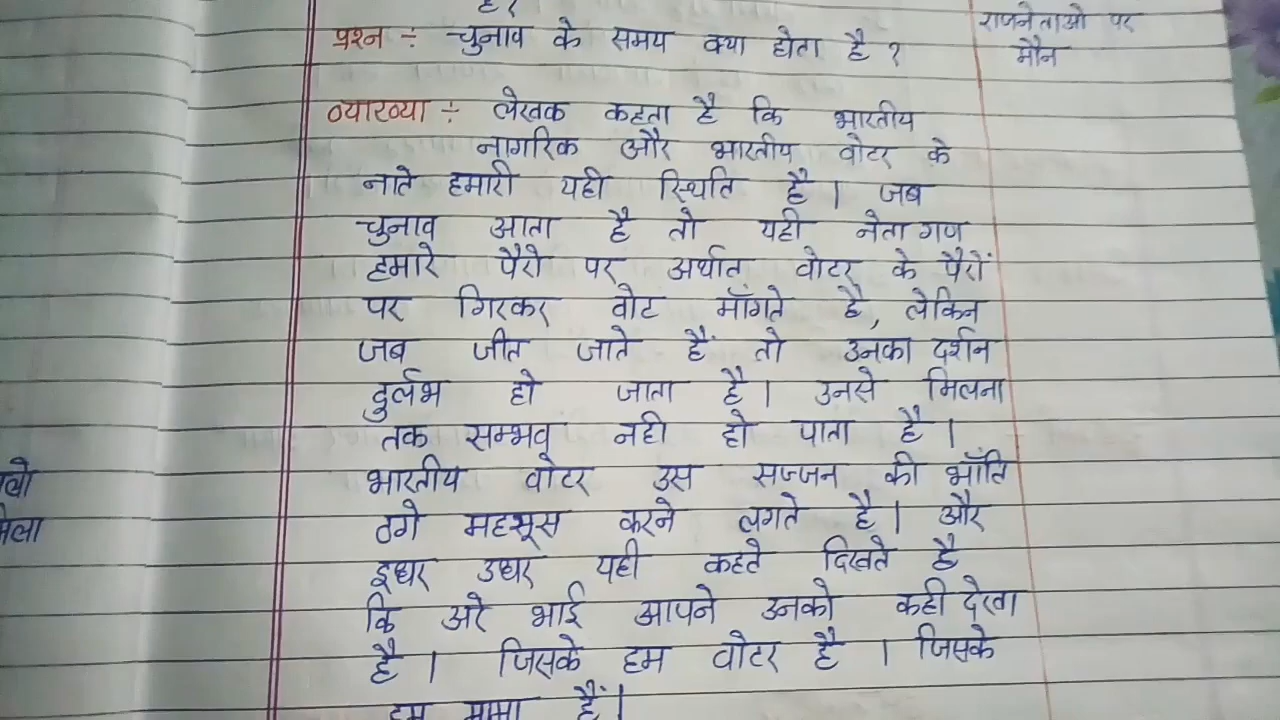 है?
राजनेताओ पर
प्रश्न ÷ चुनाव के समय क्या होता है ?
मौन
व्याख्या ÷ लेखक कहता है कि भारतीय
नागरिक और भारतीय वोटर के
नाते हमारी यही स्थिति है। जब
चुनाव आता है तो यही नेतागण
हमारे पैरो पर अर्थात वोटर के पैरों
पर गिरकर वोट माँगते है, लेकिन
जब जीत जाते हैं तो उनका दर्शन
दुर्लभ हो जाता है। उनसे मिलना
तक सम्भव नही हो पाता है।
भारतीय वोटर उस सज्जन की भाँति
ठगे महसूस करने लगते है। और
इधर उधर यही कहते दिखते है
कि अरे भाई आपने उनको कही देखा
है। जिसके हम वोटर है। जिसके
हम मामा हैं।